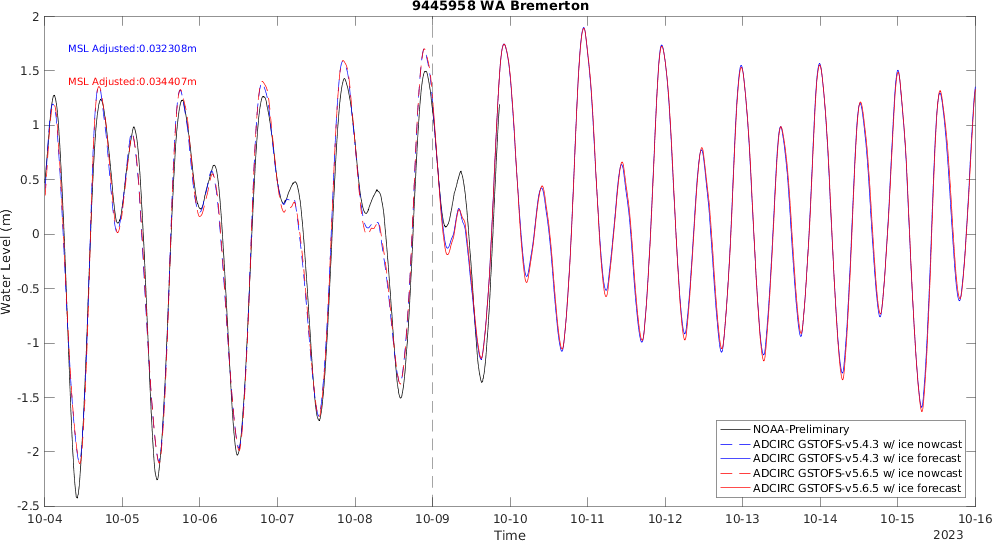 9445958 WA Bremerton
MSL Adjusted:0.032308m
MSL Adjusted:0.034407m
Water Level (m)
2
1.5
1
0.5
0
-0.5
-1
-1.5
-2
-2.5
NOAA-Preliminary
ADCIRC GSTOFS-v5.4.3 w/ ice nowcast
ADCIRC GSTOFS-v5.4.3 w/ ice forecast
ADCIRC GSTOFS-v5.6.5 w/ ice nowcast
ADCIRC GSTOFS-v5.6.5 w/ ice forecast
10-04 10-05 10-06 10-07 10-08 10-09 10-10 10-11 10-12 10-13 10-14 10-15 10-16
Time
2023